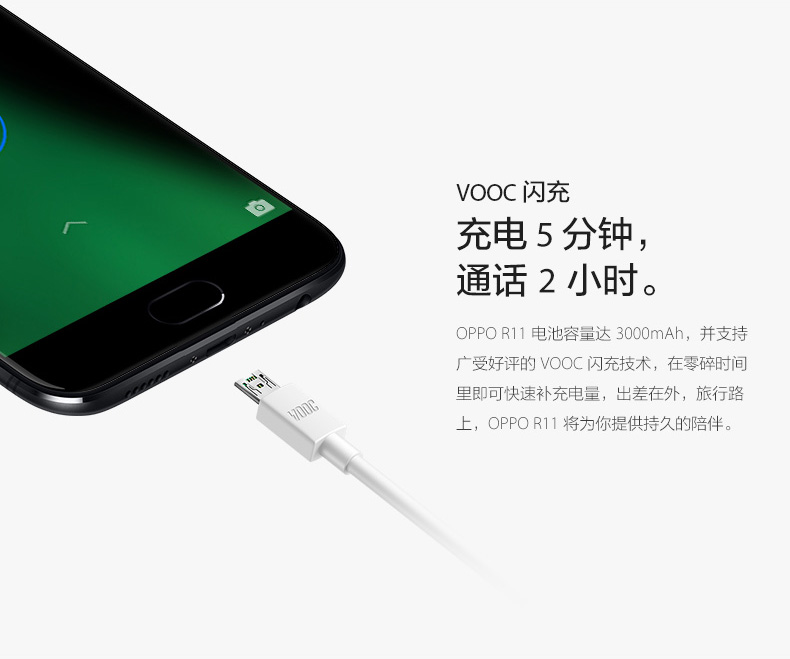 VOOC 闪充
充电 5 分钟，
通话 2 小时。
OPPO R11 电池容量达 3000mAh，并支持
广受好评的 VOOC 闪充技术，在零碎时间
里即可快速补充电量，出差在外，旅行路
上，OPPO R11 将为你提供持久的陪伴。
VOOC